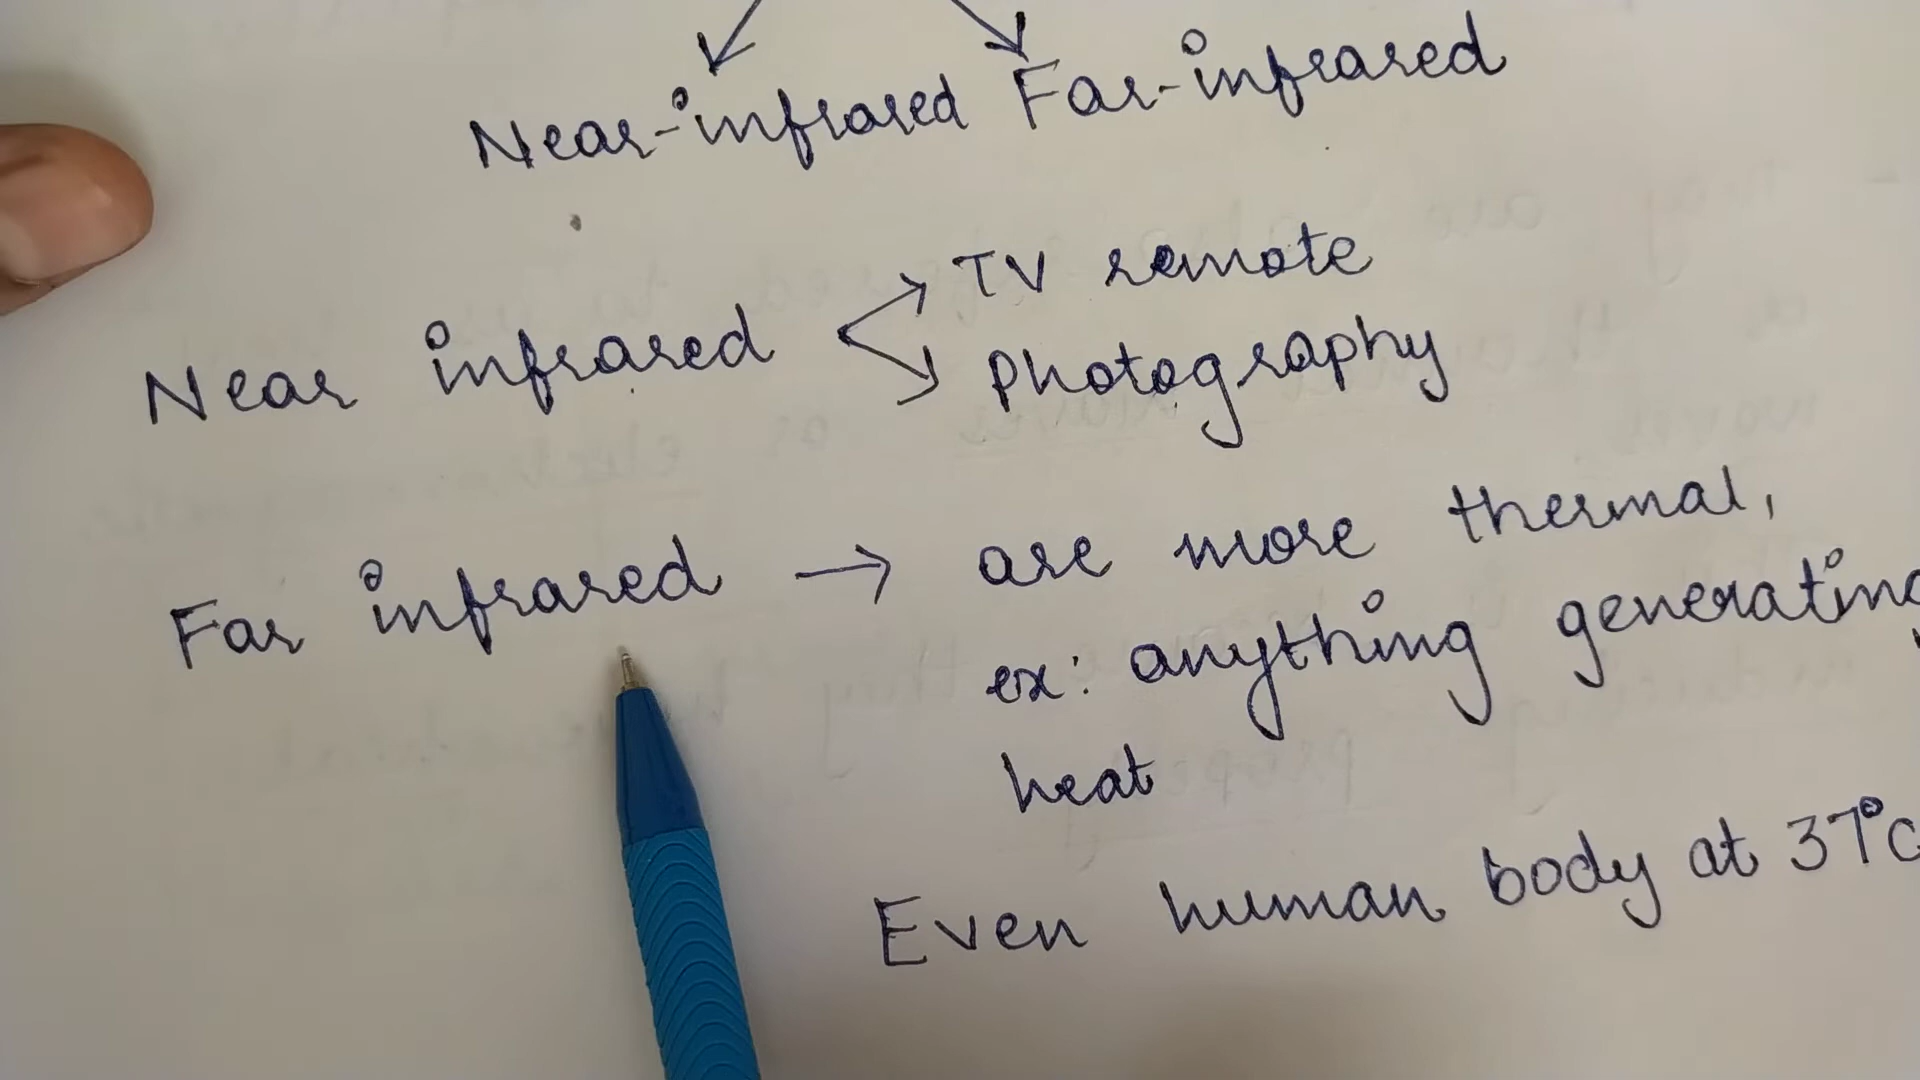 Near-infrared Far-infrared
Near infrared → TV remote
photography
Far infrared → are more thermal,
ex: anything generating
heat
Even human body at 37°C